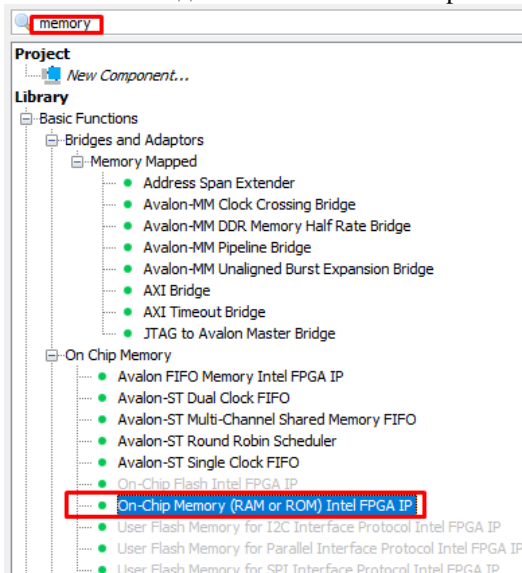 memory
Project
New Component...
Library
Basic Functions
Bridges and Adaptors
Memory Mapped
Address Span Extender
Avalon-MM Clock Crossing Bridge
Avalon-MM DDR Memory Half Rate Bridge
Avalon-MM Pipeline Bridge
Avalon-MM Unaligned Burst Expansion Bridge
AXI Bridge
AXI Timeout Bridge
JTAG to Avalon Master Bridge
On Chip Memory
Avalon FIFO Memory Intel FPGA IP
Avalon-ST Dual Clock FIFO
Avalon-ST Multi-Channel Shared Memory FIFO
Avalon-ST Round Robin Scheduler
Avalon-ST Single Clock FIFO
On-Chip Flash Intel FPGA IP
On-Chip Memory (RAM or ROM) Intel FPGA IP
User Flash Memory for I2C Interface Protocol Intel FPGA IP
User Flash Memory for Parallel Interface Protocol Intel FPGA IP
User Flash Memory for SPI Interface Protocol Intel FPGA IP